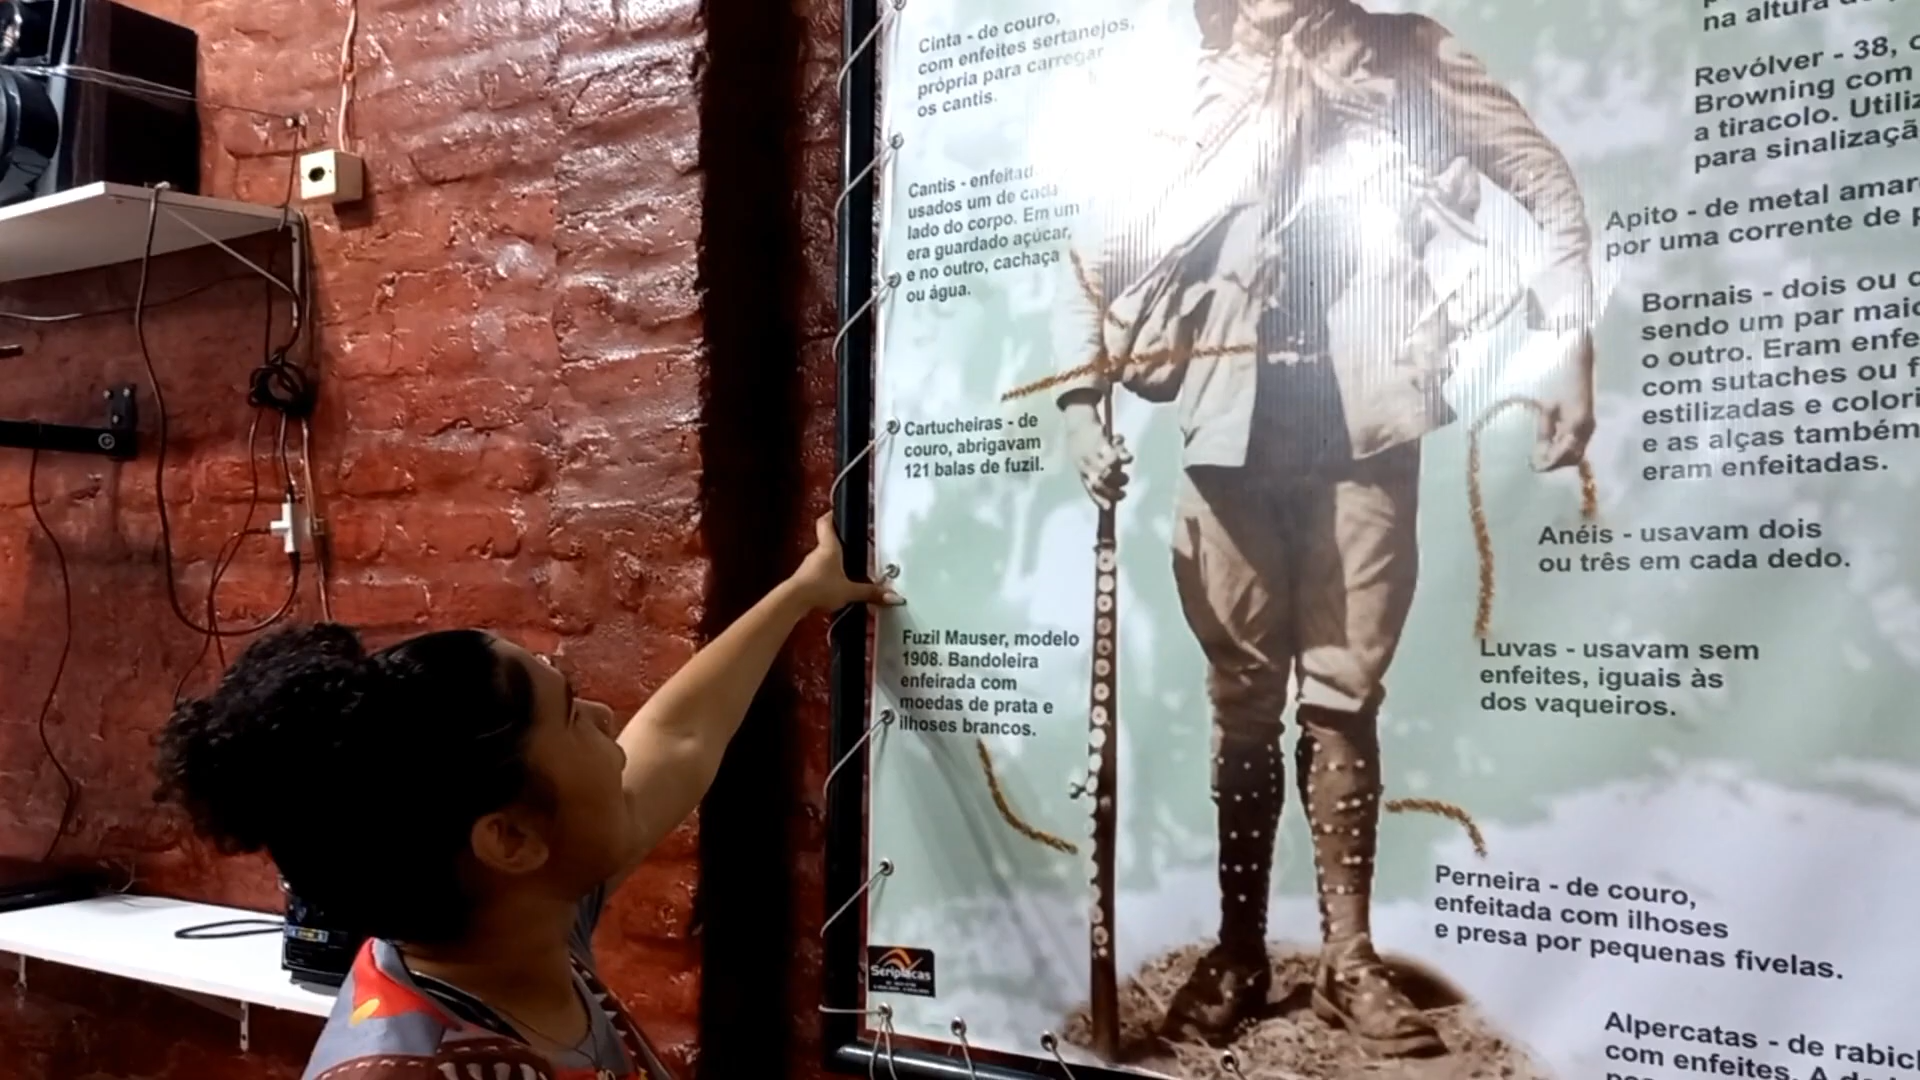 Cinta - de couro,
com enfeites sertanejos,
própria para carregar
os cantis.
Cantis - enfeitad
usados um de cada
lado do corpo. Em um
era guardado açúcar,
e no outro, cachaça
ou água.
Cartucheiras - de
couro, abrigavam
121 balas de fuzil.
Fuzil Mauser, modelo
1908. Bandoleira
enfeirada com
moedas de prata e
ilhoses brancos.
Seriplacas
na altura
Revólver - 38,
Browning com
a tiracolo. Utiliz
para sinalizaçã
Apito - de metal amar
por uma corrente de
Bornais - dois ou
sendo um par maio
o outro. Eram enfe
com sutaches ou f
estilizadas e colori
e as alças também
eram enfeitadas.
Anéis - usavam dois
ou três em cada dedo.
Luvas - usavam sem
enfeites, iguais às
dos vaqueiros.
Perneira - de couro,
enfeitada com ilhoses
e presa por pequenas fivelas.
Alpercatas - de rabich
com enfeites. A